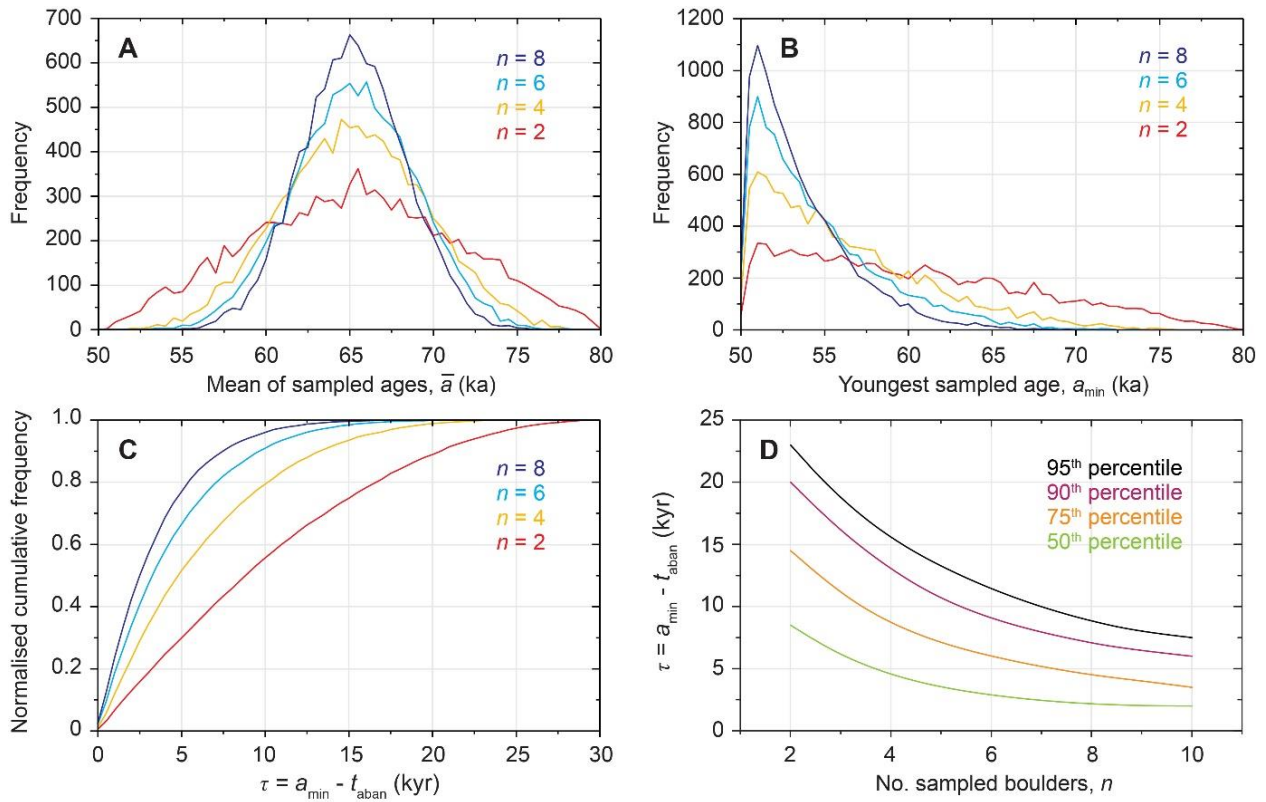 A
700
600
500
400
300
200
100
0
Frequency
n = 8
n = 6
n = 4
n = 2
50 55 60 65 70 75 80
Mean of sampled ages, a̅ (ka)
B
1200
1000
800
600
400
200
0
Frequency
n = 8
n = 6
n = 4
n = 2
50 55 60 65 70 75 80
Youngest sampled age, amin (ka)
C
1.0
0.8
0.6
0.4
0.2
0
Normalised cumulative frequency
n = 8
n = 6
n = 4
n = 2
0 5 10 15 20 25 30
τ = amin - taban (kyr)
D
25
20
15
10
5
0
τ = amin - taban (kyr)
95th percentile
90th percentile
75th percentile
50th percentile
2 4 6 8 10
No. sampled boulders, n